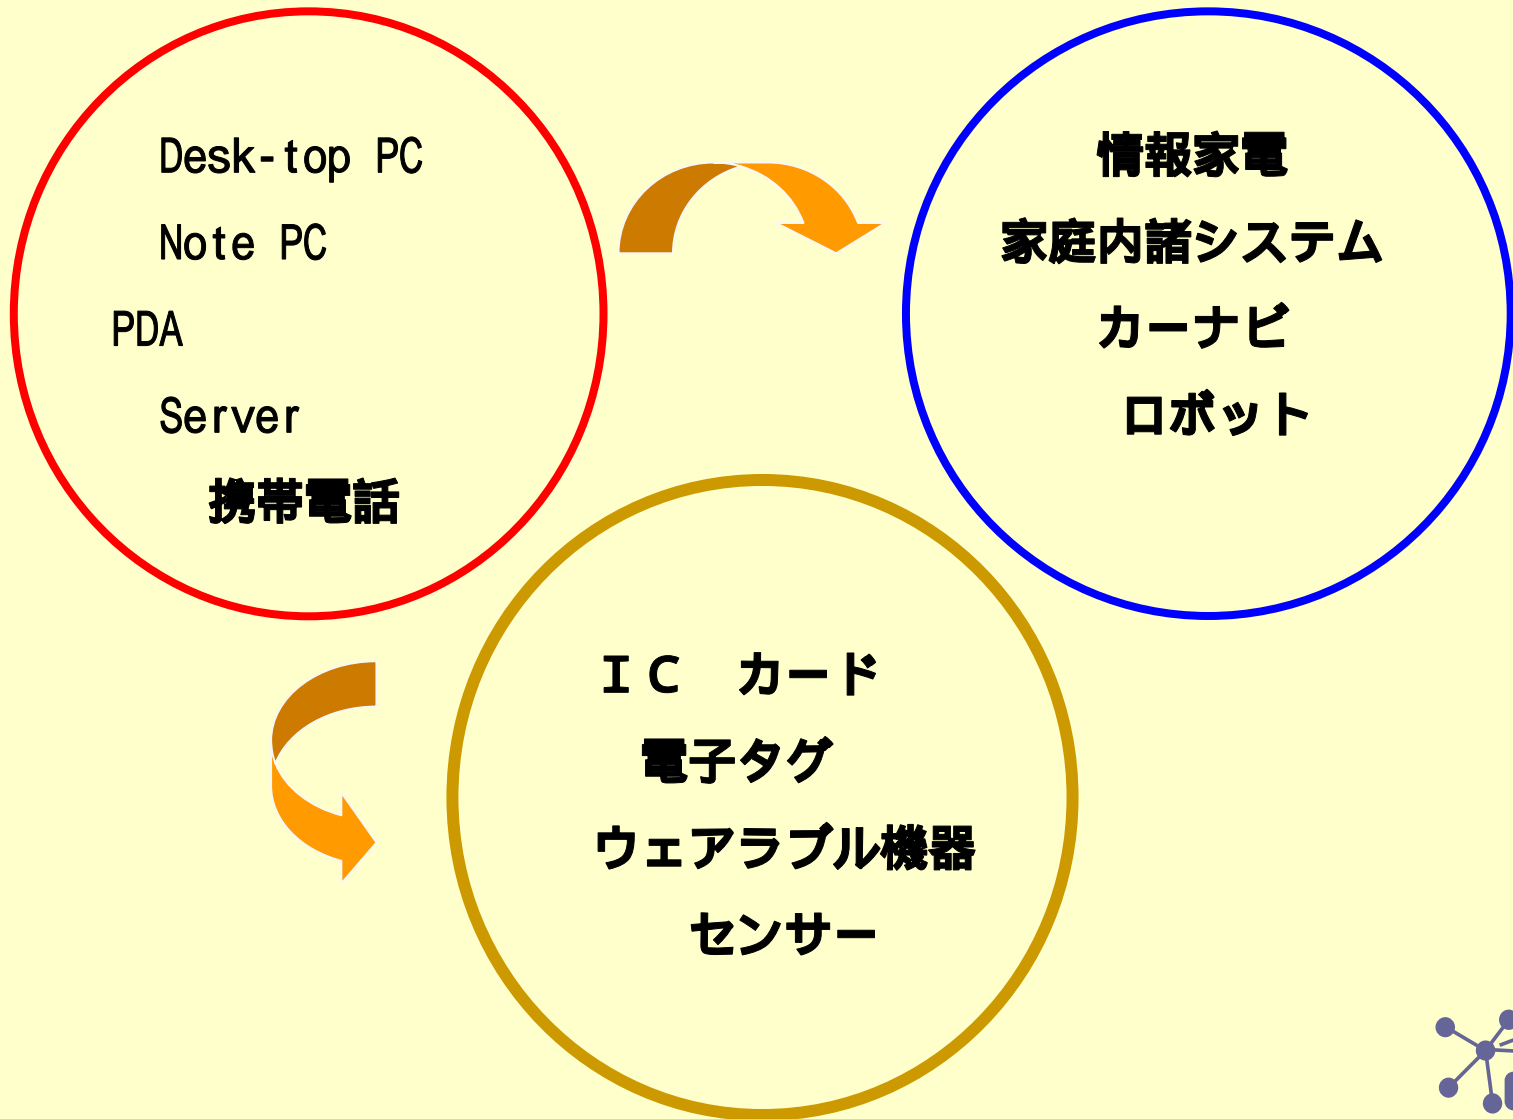 Desk-top PC
Note PC
PDA
Server
携帯電話
情報家電
家庭内諸システム
カーナビ
ロボット
ＩＣ　カード
電子タグ
ウェアラブル機器
センサー